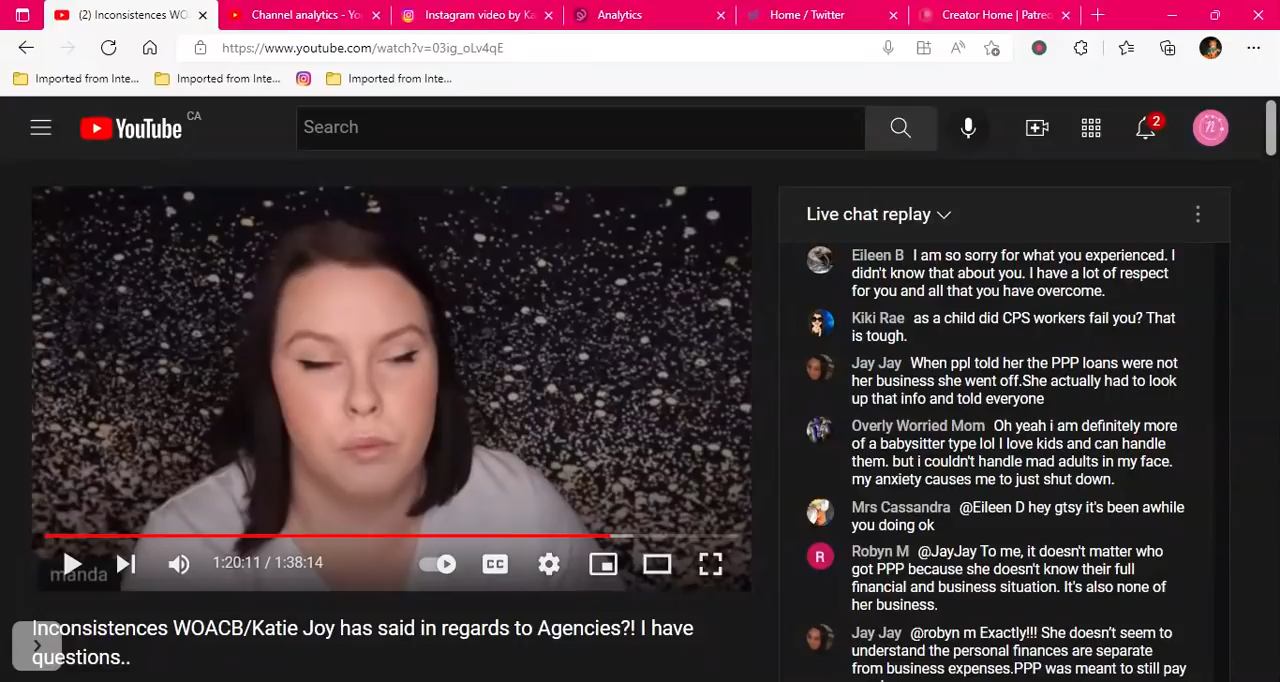 (2) Inconsistences WO
Channel analytics - Yo
Instagram video by Ka
Analytics
Home / Twitter
Creator Home | Patre
https://www.youtube.com/watch?v=03ig_oLv4qE
Imported from Inte...
Imported from Inte...
Imported from Inte...
YouTube CA
Search
2
Live chat replay
Eileen B I am so sorry for what you experienced. I
didn't know that about you. I have a lot of respect
for you and all that you have overcome.
Kiki Rae as a child did CPS workers fail you? That
is tough.
Jay Jay When ppl told her the PPP loans were not
her business she went off.She actually had to look
up that info and told everyone
Overly Worried Mom Oh yeah i am definitely more
of a babysitter type lol I love kids and can handle
them. but i couldn't handle mad adults in my face.
my anxiety causes me to just shut down.
Mrs Cassandra @Eileen D hey gtsy it's been awhile
you doing ok
R
Robyn M @JayJay To me, it doesn't matter who
got PPP because she doesn't know their full
financial and business situation. It's also none of
her business.
Jay Jay @robyn m Exactly!!! She doesn't seem to
understand the personal finances are separate
from business expenses.PPP was meant to still pay
1:20:11 / 1:38:14
CC
manda
Inconsistences WOACB/Katie Joy has said in regards to Agencies?! I have
questions..